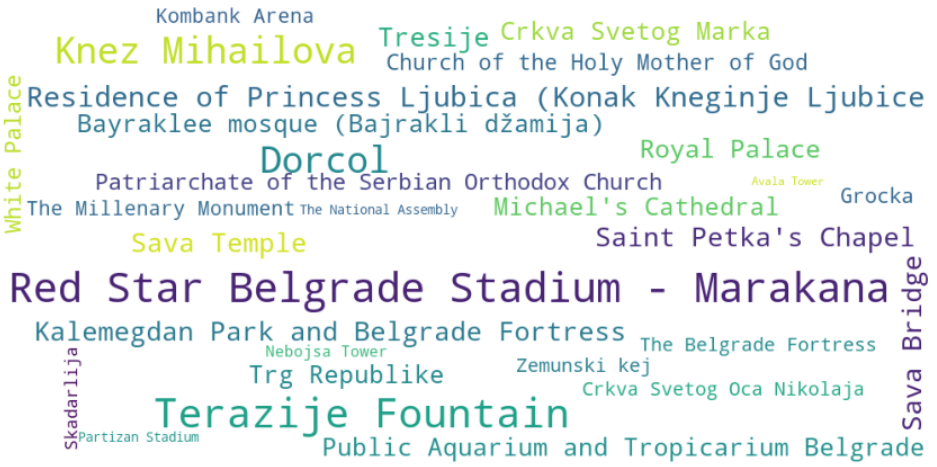 Kombank Arena
Knez Mihailova
Tresije
Crkva Svetog Marka
Church of the Holy Mother of God
White Palace
Residence of Princess Ljubica (Konak Kneginje Ljubice
Bayraklee mosque (Bajrakli džamija)
Dorcol
Royal Palace
Patriarchate of the Serbian Orthodox Church
Avala Tower
Grocka
The Millenary Monument
The National Assembly
Michael's Cathedral
Sava Temple
Saint Petka's Chapel
Red Star Belgrade Stadium - Marakana
Sava Bridge
Kalemegdan Park and Belgrade Fortress
The Belgrade Fortress
Nebojsa Tower
Skadarlija
Trg Republike
Zemunski kej
Crkva Svetog Oca Nikolaja
Terazije Fountain
Partizan Stadium
Public Aquarium and Tropicarium Belgrade